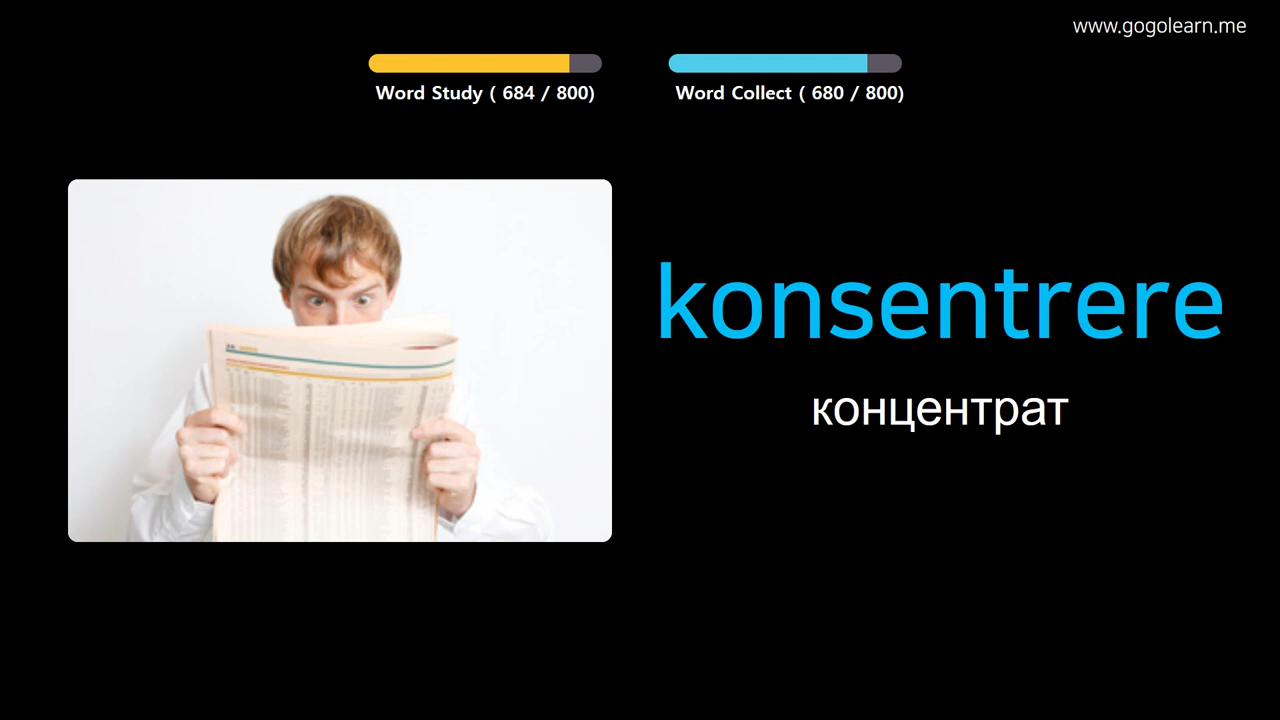 www.gogolearn.me
Word Study ( 684 / 800)
Word Collect ( 680 / 800)
konsentrere
концентрат